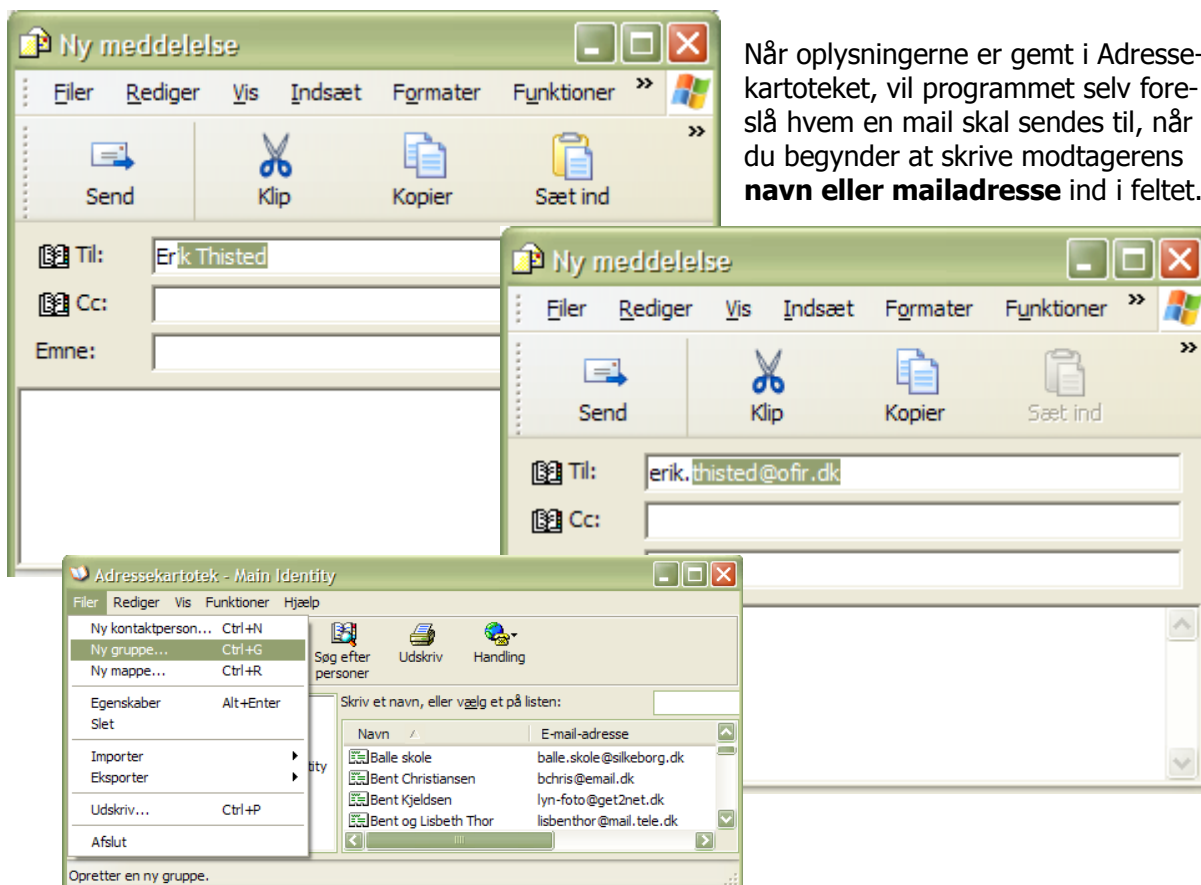 Ny meddelelse
Filer Rediger Vis Indsæt Formater Funktioner »
»
Send Klip Kopier Sæt ind
Til: Erik Thisted
Cc:
Emne:
Når oplysningerne er gemt i Adresse-
kartoteket, vil programmet selv fore-
slå hvem en mail skal sendes til, når
du begynder at skrive modtagerens
navn eller mailadresse ind i feltet.
Ny meddelelse
Filer Rediger Vis Indsæt Formater Funktioner »
»
Send Klip Kopier Sæt ind
Til: erik.thisted@ofir.dk
Cc:
Adressekartotek - Main Identity
Filer Rediger Vis Funktioner Hjælp
Ny kontaktperson... Ctrl+N
Ny gruppe... Ctrl+G
Ny mappe... Ctrl+R
Egenskaber Alt+Enter
Slet
Importer
Eksporter
Udskriv... Ctrl+P
Afslut
Søg efter personer Udskriv Handling
Skriv et navn, eller vælg et på listen:
tity
Navn E-mail-adresse
Balle skole balle.skole@silkeborg.dk
Bent Christiansen bchris@email.dk
Bent Kjeldsen lyn-foto@get2net.dk
Bent og Lisbeth Thor lisbenthor@mail.tele.dk
Opretter en ny gruppe.